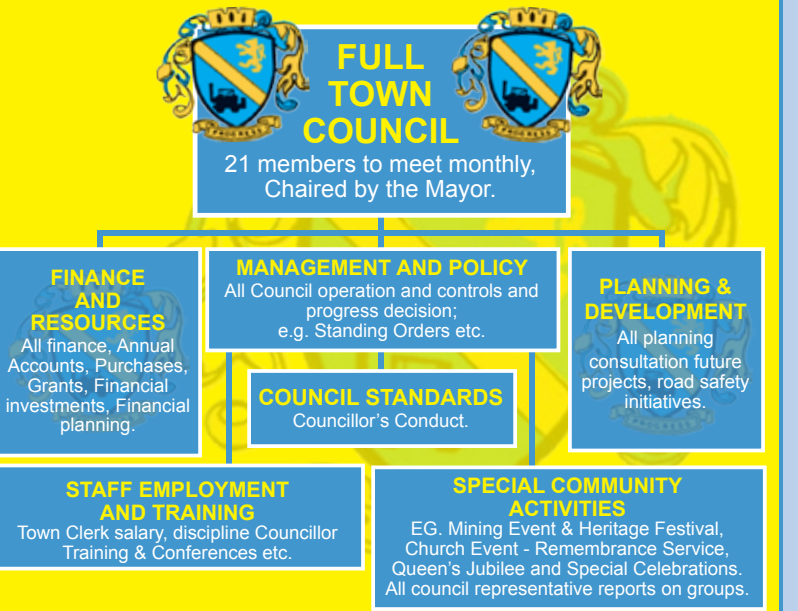 FULL
TOWN
COUNCIL
21 members to meet monthly,
Chaired by the Mayor.
PROGRESS
PROGRESS
FINANCE
AND
RESOURCES
All finance, Annual
Accounts, Purchases,
Grants, Financial
investments, Financial
planning.
MANAGEMENT AND POLICY
All Council operation and controls and
progress decision;
e.g. Standing Orders etc.
PLANNING &
DEVELOPMENT
All planning
consultation future
projects, road safety
initiatives.
COUNCIL STANDARDS
Councillor's Conduct.
STAFF EMPLOYMENT
AND TRAINING
Town Clerk salary, discipline Councillor
Training & Conferences etc.
SPECIAL COMMUNITY
ACTIVITIES
EG. Mining Event & Heritage Festival,
Church Event - Remembrance Service,
Queen's Jubilee and Special Celebrations.
All council representative reports on groups.